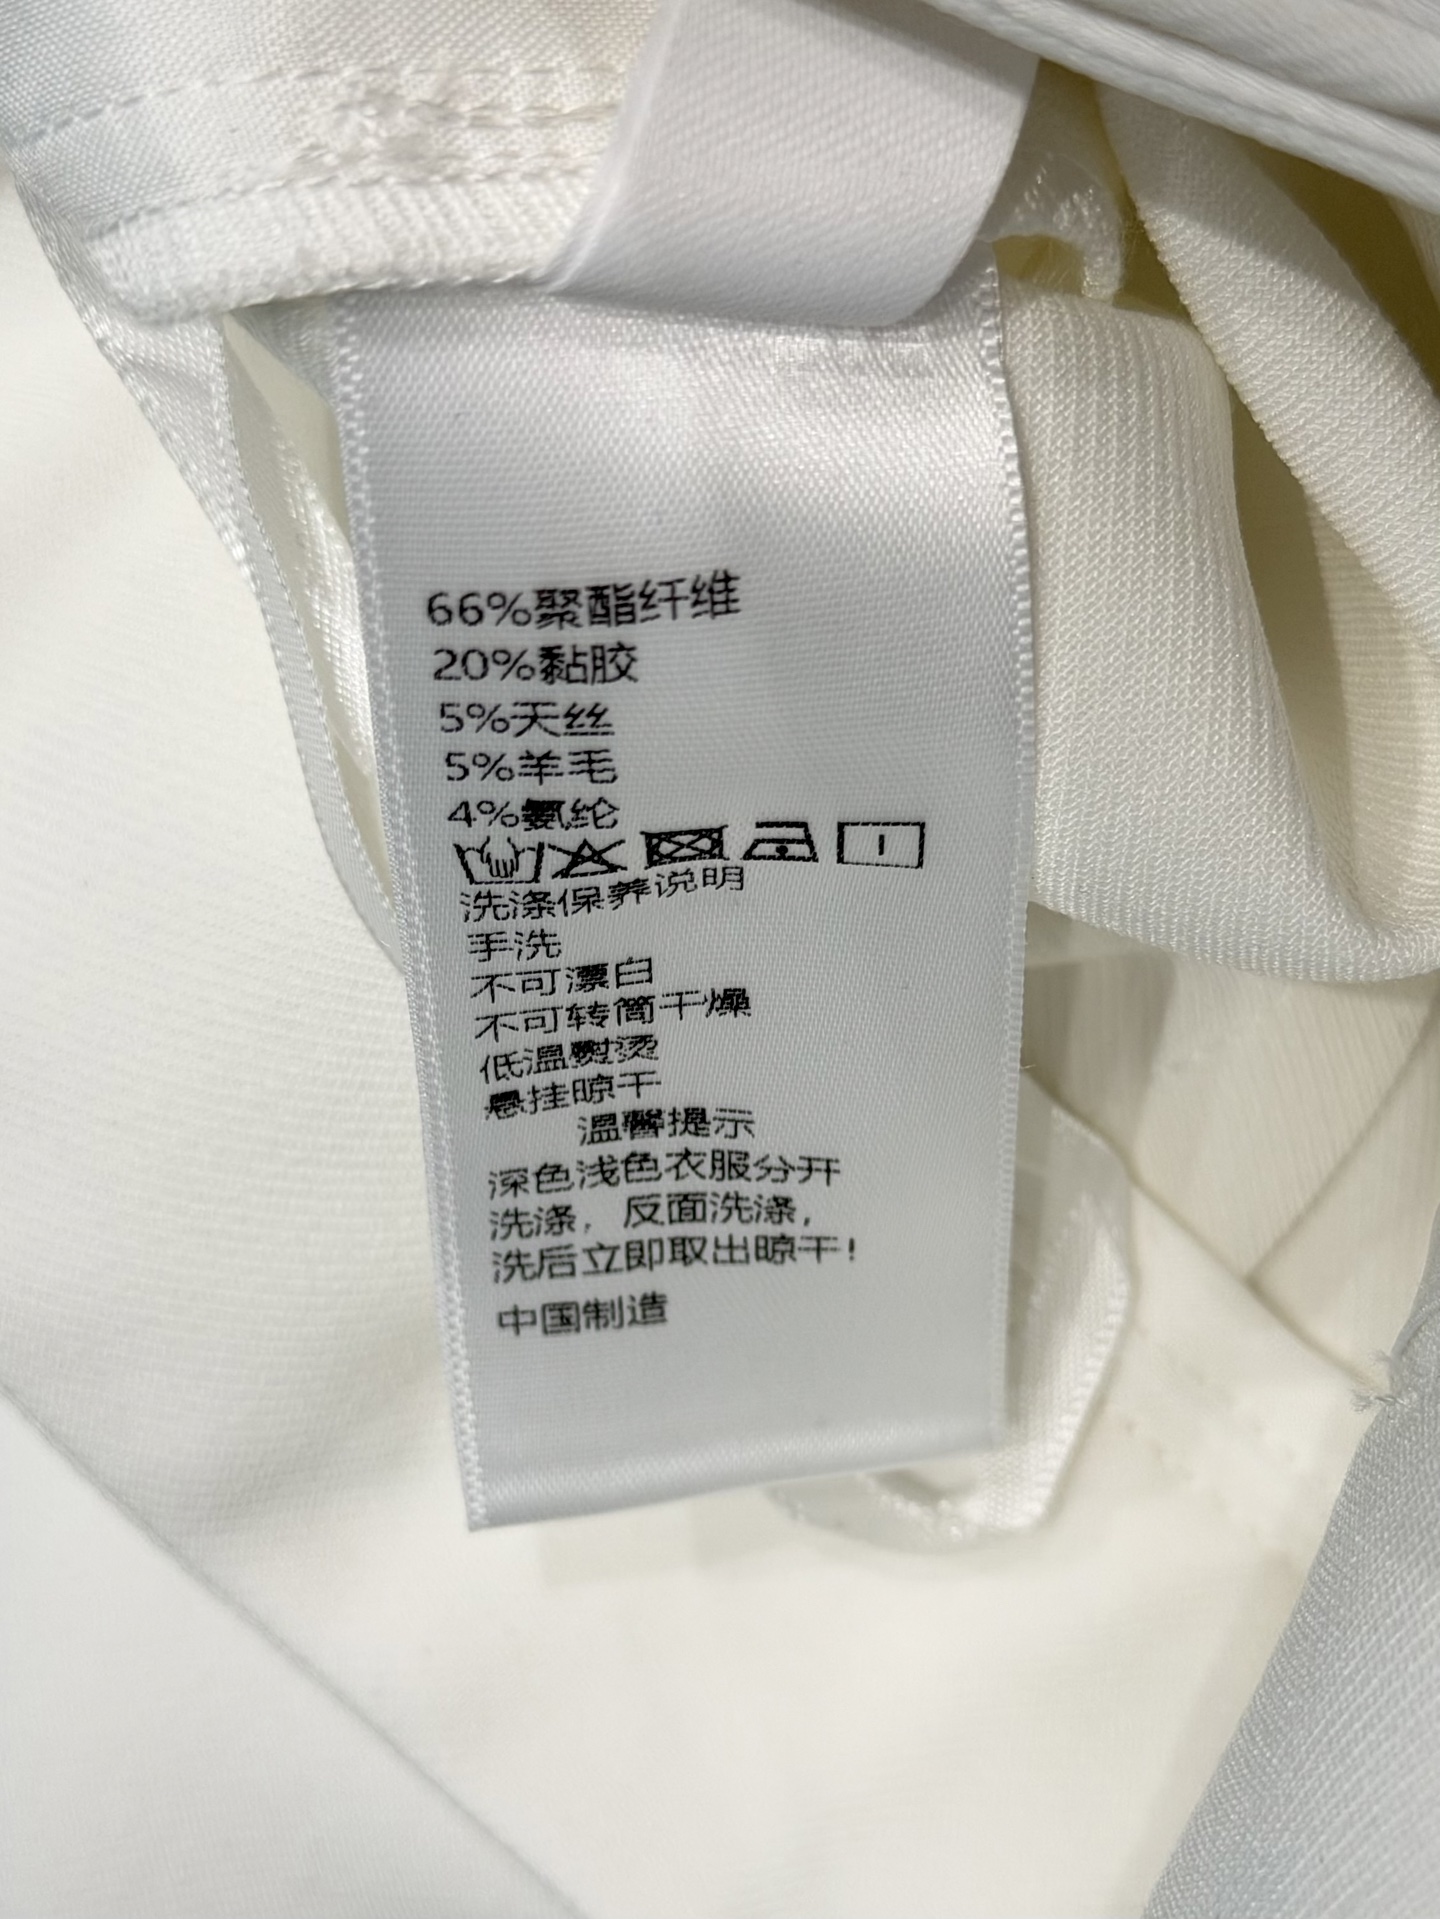 66%聚酯纤维
20%黏胶
5%天丝
5%羊毛
4%氨纶
洗涤保养说明
手洗
不可漂白
不可转筒干燥
低温熨烫
悬挂晾干
温馨提示
深色浅色衣服分开
洗涤，反面洗涤，
洗后立即取出晾干！
中国制造